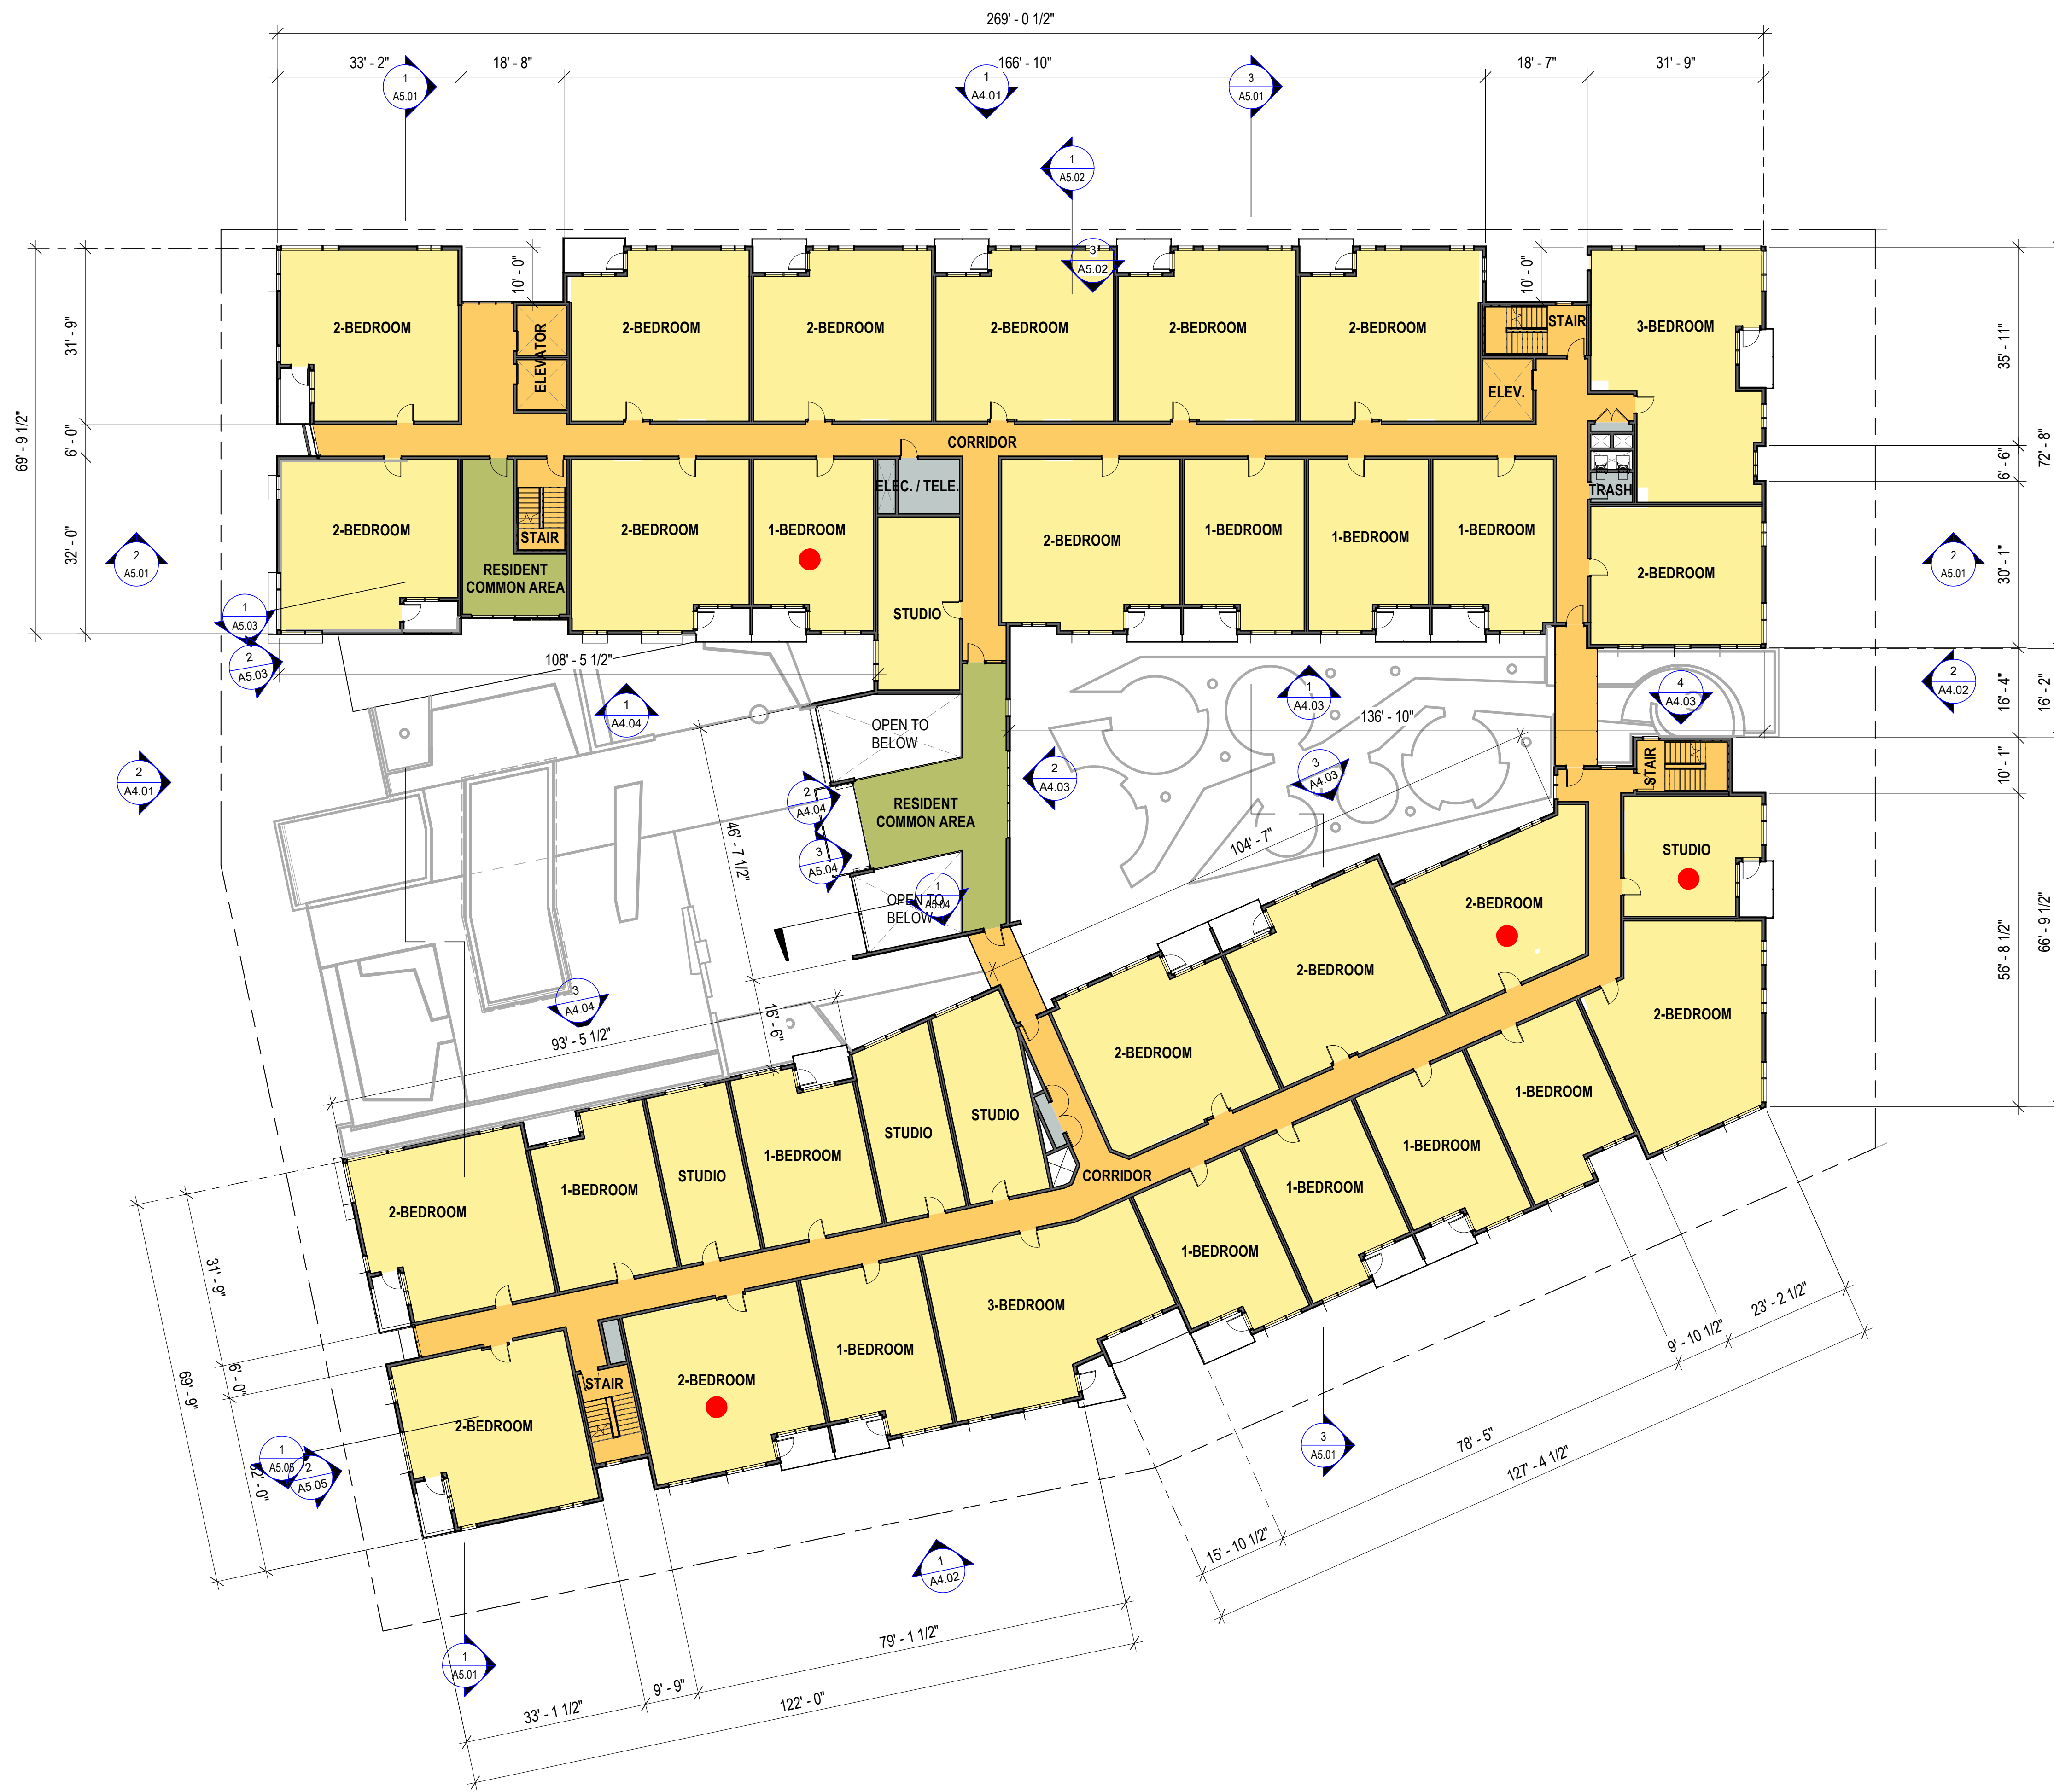 269' - 0 1/2"
33' - 2"
18' - 8"
166' - 10"
18' - 7"
31' - 9"
1
A5.01
1
A4.01
3
A5.01
1
A5.02
3
A5.02
10' - 0"
10' - 0"
69' - 9 1/2"
31' - 9"
6' - 0"
32' - 0"
35' - 11"
6' - 6"
72' - 8"
30' - 1"
2-BEDROOM
ELEVATOR
2-BEDROOM
2-BEDROOM
2-BEDROOM
2-BEDROOM
2-BEDROOM
STAIR
3-BEDROOM
ELEV.
CORRIDOR
2-BEDROOM
STAIR
RESIDENT
COMMON AREA
2-BEDROOM
1-BEDROOM
ELEC. / TELE.
STUDIO
2-BEDROOM
1-BEDROOM
1-BEDROOM
1-BEDROOM
TRASH
2-BEDROOM
2
A5.01
2
A5.01
1
A5.03
2
A5.03
108' - 5 1/2"
1
A4.04
OPEN TO
BELOW
1
A4.03
136' - 10"
4
A4.03
2
A4.02
16' - 4"
16' - 2"
2
A4.01
2
A4.04
3
A5.04
RESIDENT
COMMON AREA
2
A4.03
3
A4.03
STAIR
10' - 1"
46' - 7 1/2"
104' - 7"
OPEN TO
BELOW
1
A5.04
STUDIO
2-BEDROOM
56' - 8 1/2"
66' - 9 1/2"
3
A4.04
93' - 5 1/2"
16' - 6"
2-BEDROOM
2-BEDROOM
2-BEDROOM
1-BEDROOM
1-BEDROOM
1-BEDROOM
1-BEDROOM
CORRIDOR
STUDIO
STUDIO
1-BEDROOM
STUDIO
1-BEDROOM
2-BEDROOM
31' - 9"
6' - 0"
69' - 9"
2-BEDROOM
STAIR
2-BEDROOM
1-BEDROOM
3-BEDROOM
23' - 2 1/2"
9' - 10 1/2"
78' - 5"
127' - 4 1/2"
15' - 10 1/2"
3
A5.01
1
A5.05
2
A5.05
32' - 0"
1
A4.02
1
A5.01
79' - 1 1/2"
9' - 9"
33' - 1 1/2"
122' - 0"